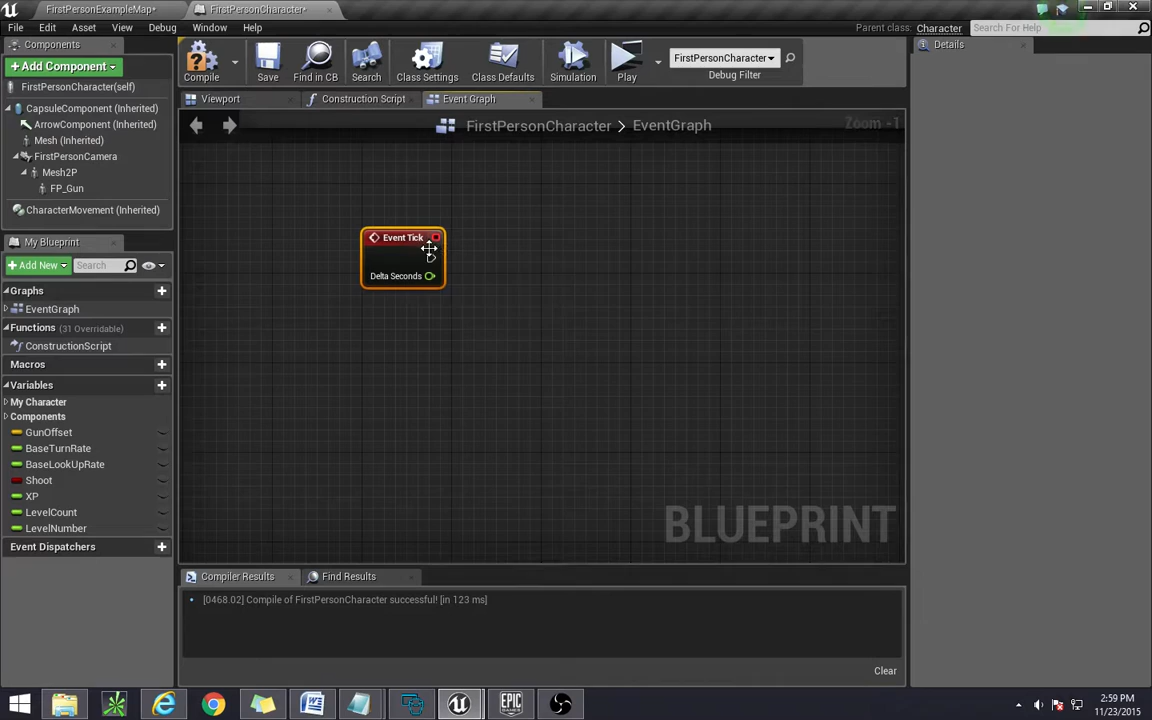 FirstPersonExampleMap*
FirstPersonCharacter*
File Edit Asset View Debug Window Help
Parent class: Character
Search For Help
Components
Details
+ Add Component
Compile
Save
Find in CB
Search
Class Settings
Class Defaults
Simulation
Play
FirstPersonCharacter
Debug Filter
FirstPersonCharacter(self)
CapsuleComponent (Inherited)
ArrowComponent (Inherited)
Mesh (Inherited)
FirstPersonCamera
Mesh2P
FP_Gun
CharacterMovement (Inherited)
Viewport
Construction Script
Event Graph
FirstPersonCharacter > EventGraph
Zoom -1
Event Tick
Delta Seconds
BLUEPRINT
My Blueprint
+ Add New
Search
Graphs
EventGraph
Functions (31 Overridable)
ConstructionScript
Macros
Variables
My Character
Components
GunOffset
BaseTurnRate
BaseLookUpRate
Shoot
XP
LevelCount
LevelNumber
Event Dispatchers
Compiler Results
Find Results
[0468.02] Compile of FirstPersonCharacter successful! [in 123 ms]
Clear
EPIC GAMES
2:59 PM
11/23/2015